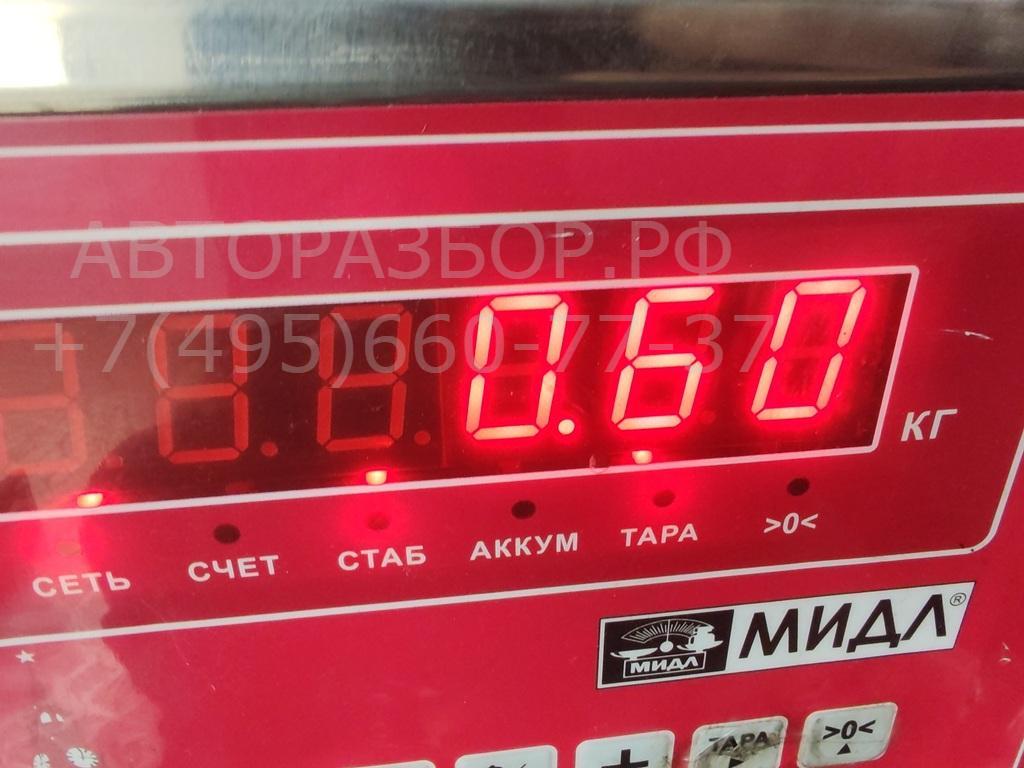 АВТОРАЗБОР.РФ
+7(495)660-77-37
0.60
КГ
СЕТЬ СЧЕТ СТАБ АККУМ ТАРА >0<
МИДЛ МИДЛ®
+ ТАРА >0<